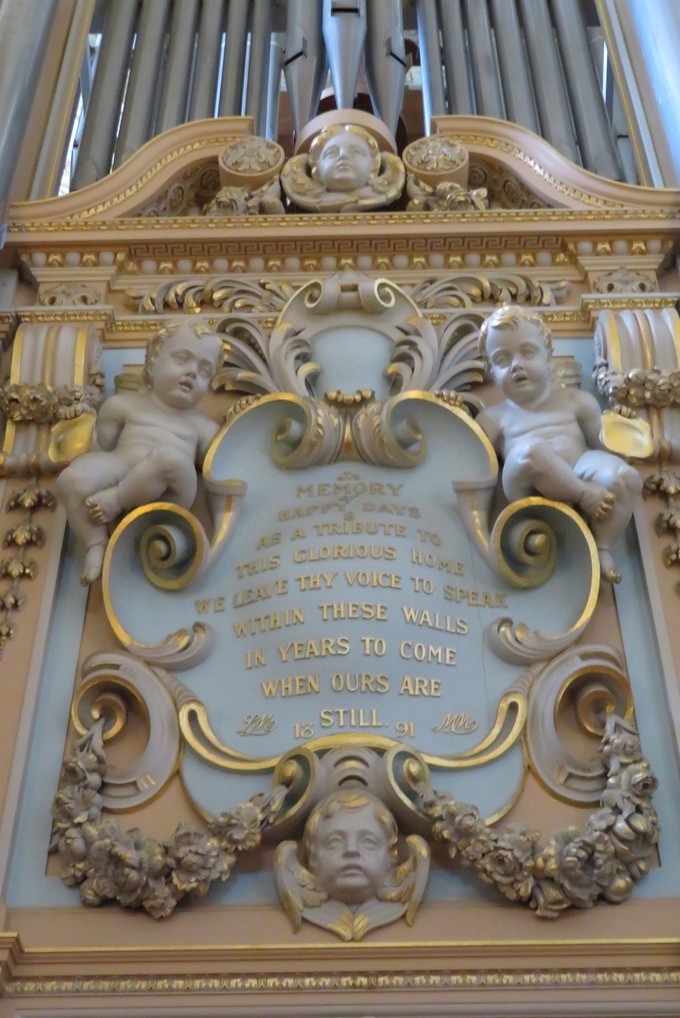 In
MEMORY
of
HAPPY DAYS
&
AS A TRIBUTE TO
THIS GLORIOUS HOME
WE LEAVE THY VOICE TO SPEAK
WITHIN THESE WALLS
IN YEARS TO COME
WHEN OURS ARE
STILL.
18 91